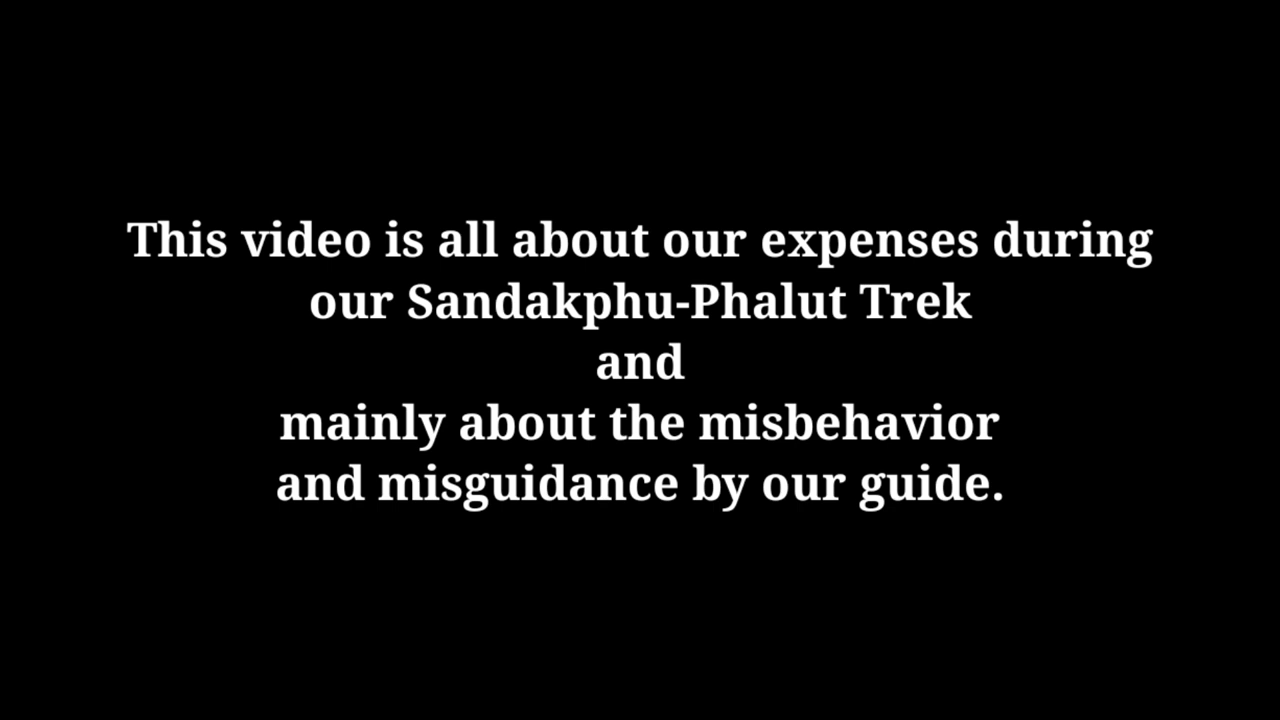 This video is all about our expenses during
our Sandakphu-Phalut Trek
and
mainly about the misbehavior
and misguidance by our guide.